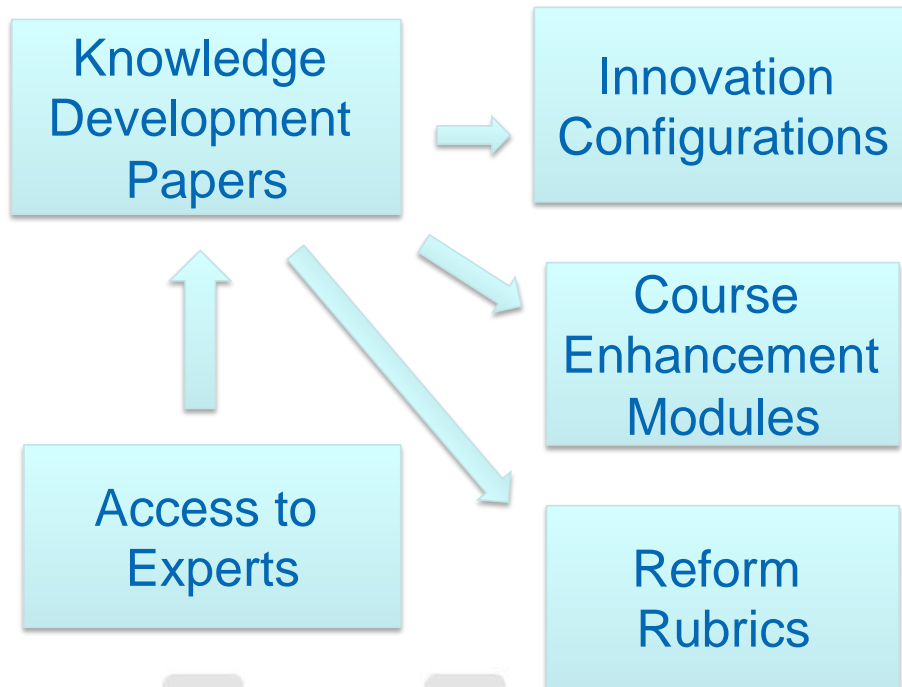 Knowledge
Development
Papers
Innovation
Configurations
Course
Enhancement
Modules
Access to
Experts
Reform
Rubrics